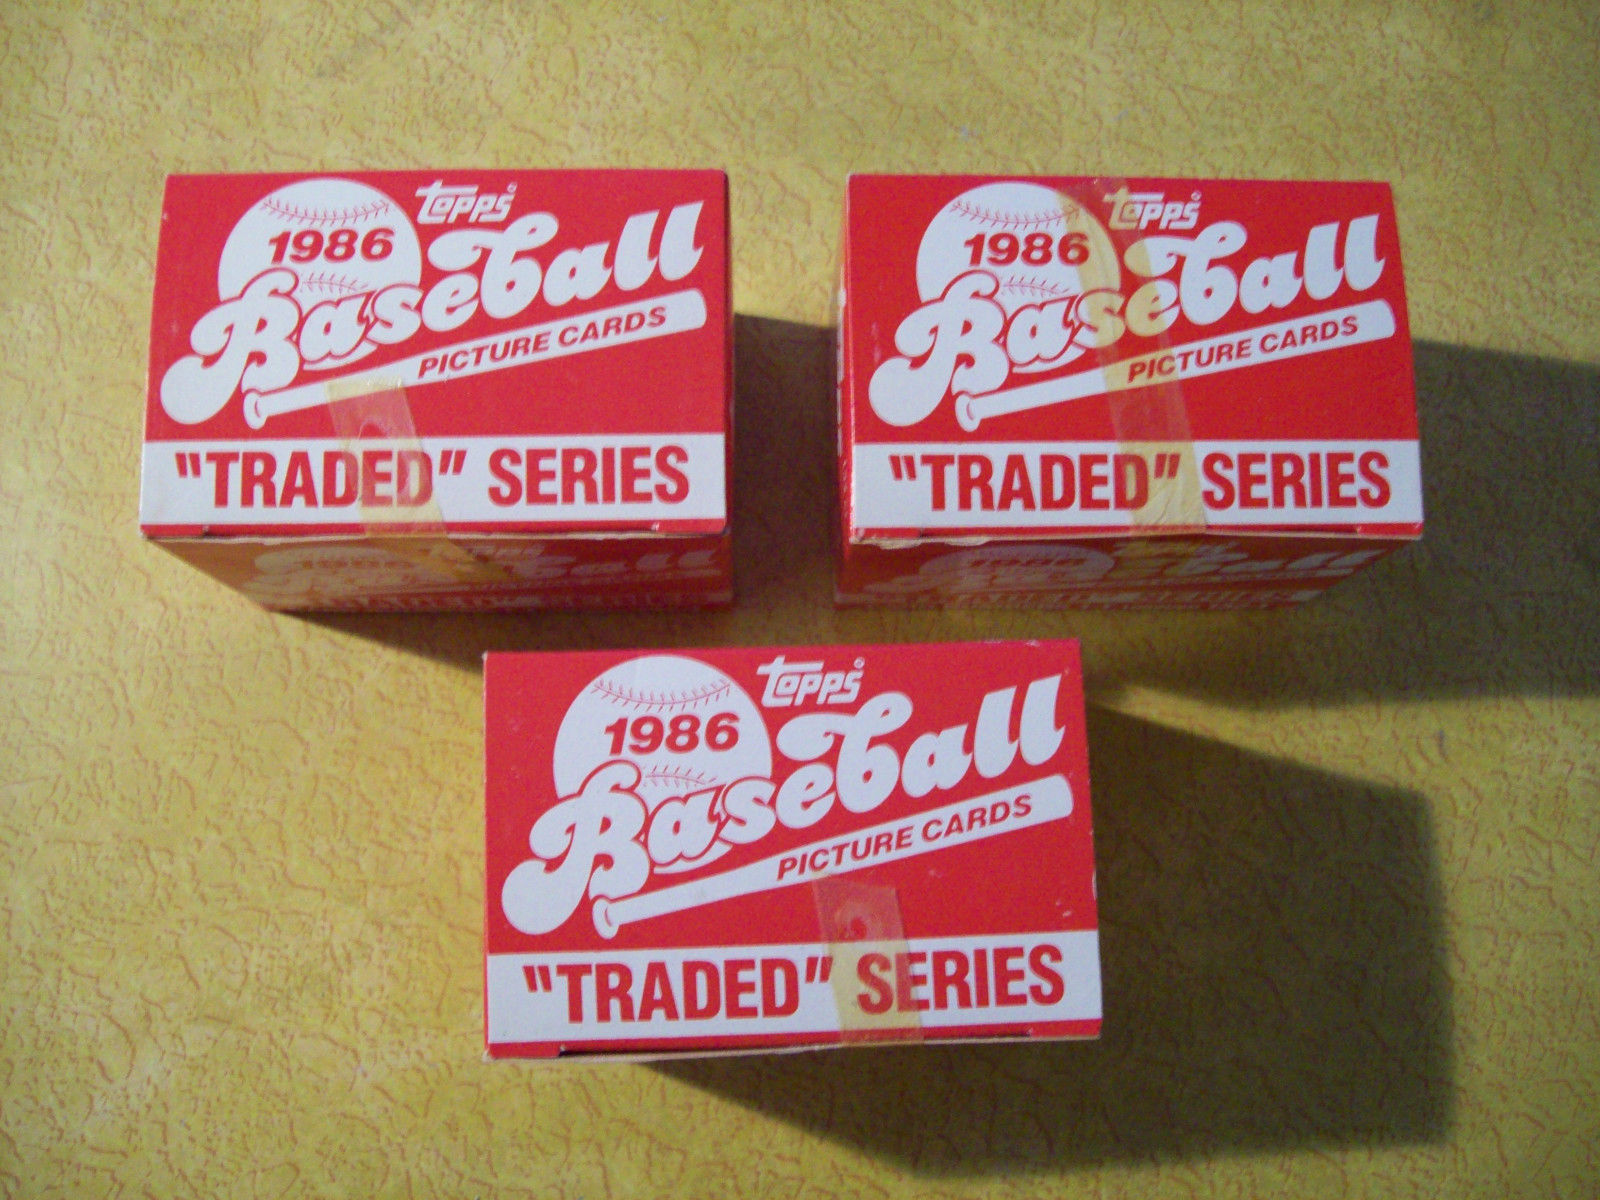 topps
1986
Baseball
PICTURE CARDS
"TRADED" SERIES
topps
1986
Baseball
PICTURE CARDS
"TRADED" SERIES
topps
1986
Baseball
PICTURE CARDS
"TRADED" SERIES